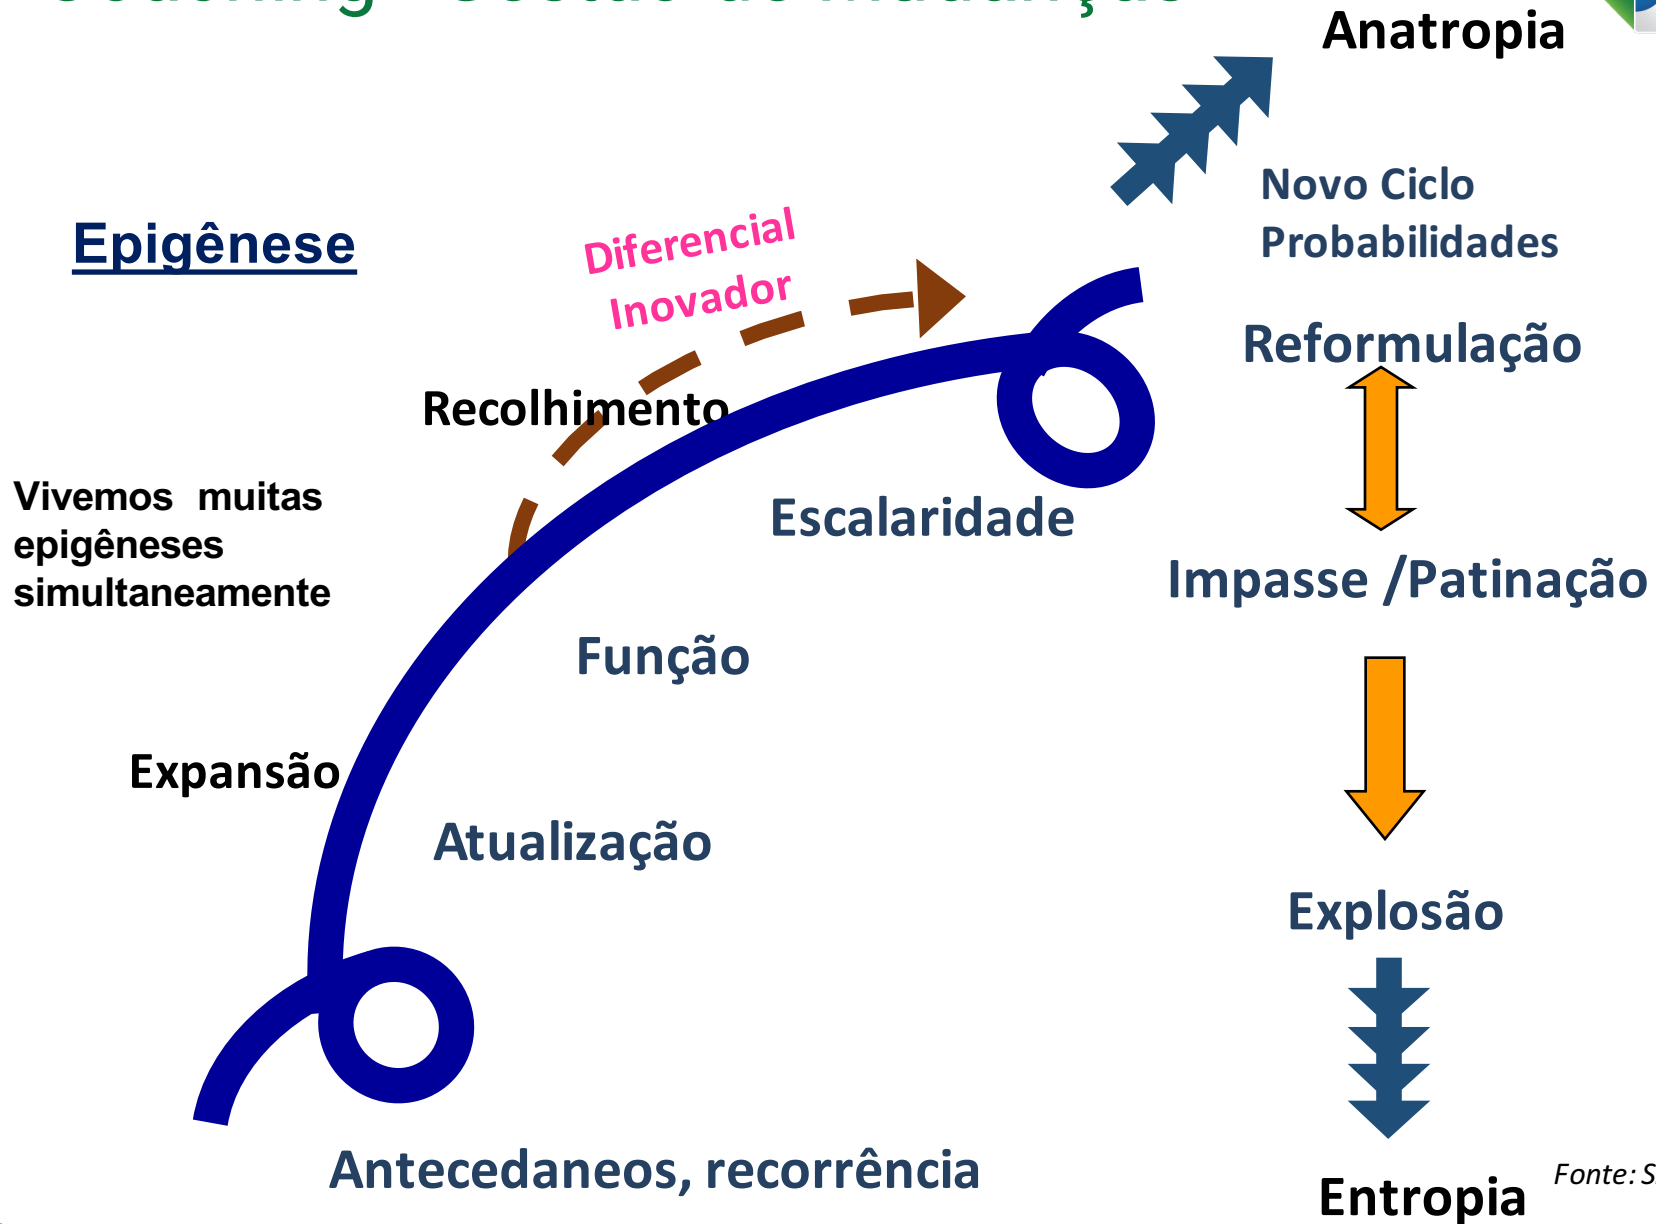 Anatropia
Novo Ciclo
Probabilidades
Epigênese
Diferencial
Inovador
Reformulação
Recolhimento
Vivemos muitas
epigêneses
simultaneamente
Escalaridade
Impasse /Patinação
Função
Expansão
Atualização
Explosão
Antecedaneos, recorrência
Entropia
Fonte: